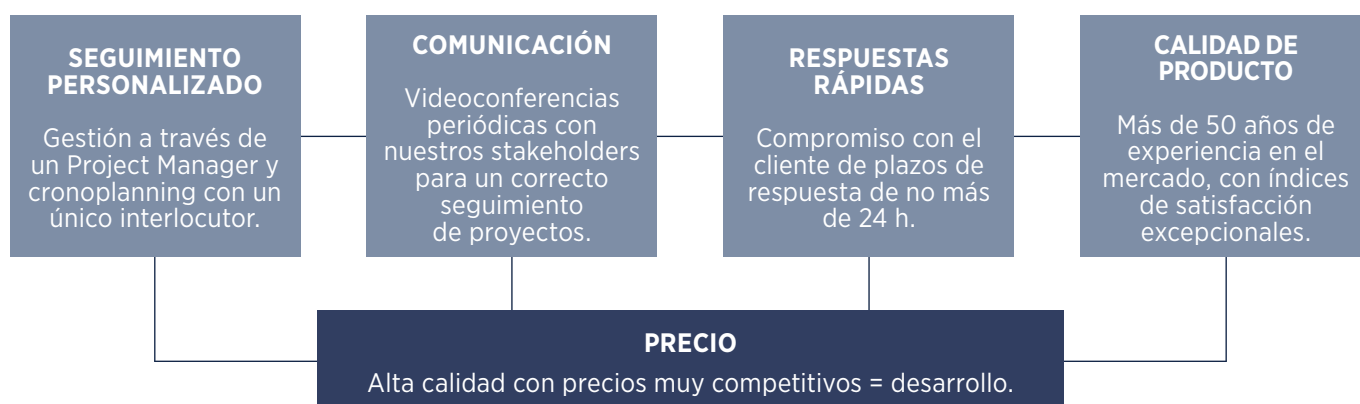 SEGUIMIENTO
PERSONALIZADO
Gestión a través de
un Project Manager y
cronoplanning con un
único interlocutor.
COMUNICACIÓN
Videoconferencias
periódicas con
nuestros stakeholders
para un correcto
seguimiento
de proyectos.
RESPUESTAS
RÁPIDAS
Compromiso con el
cliente de plazos de
respuesta de no más
de 24 h.
CALIDAD DE
PRODUCTO
Más de 50 años de
experiencia en el
mercado, con índices
de satisfacción
excepcionales.
PRECIO
Alta calidad con precios muy competitivos = desarrollo.